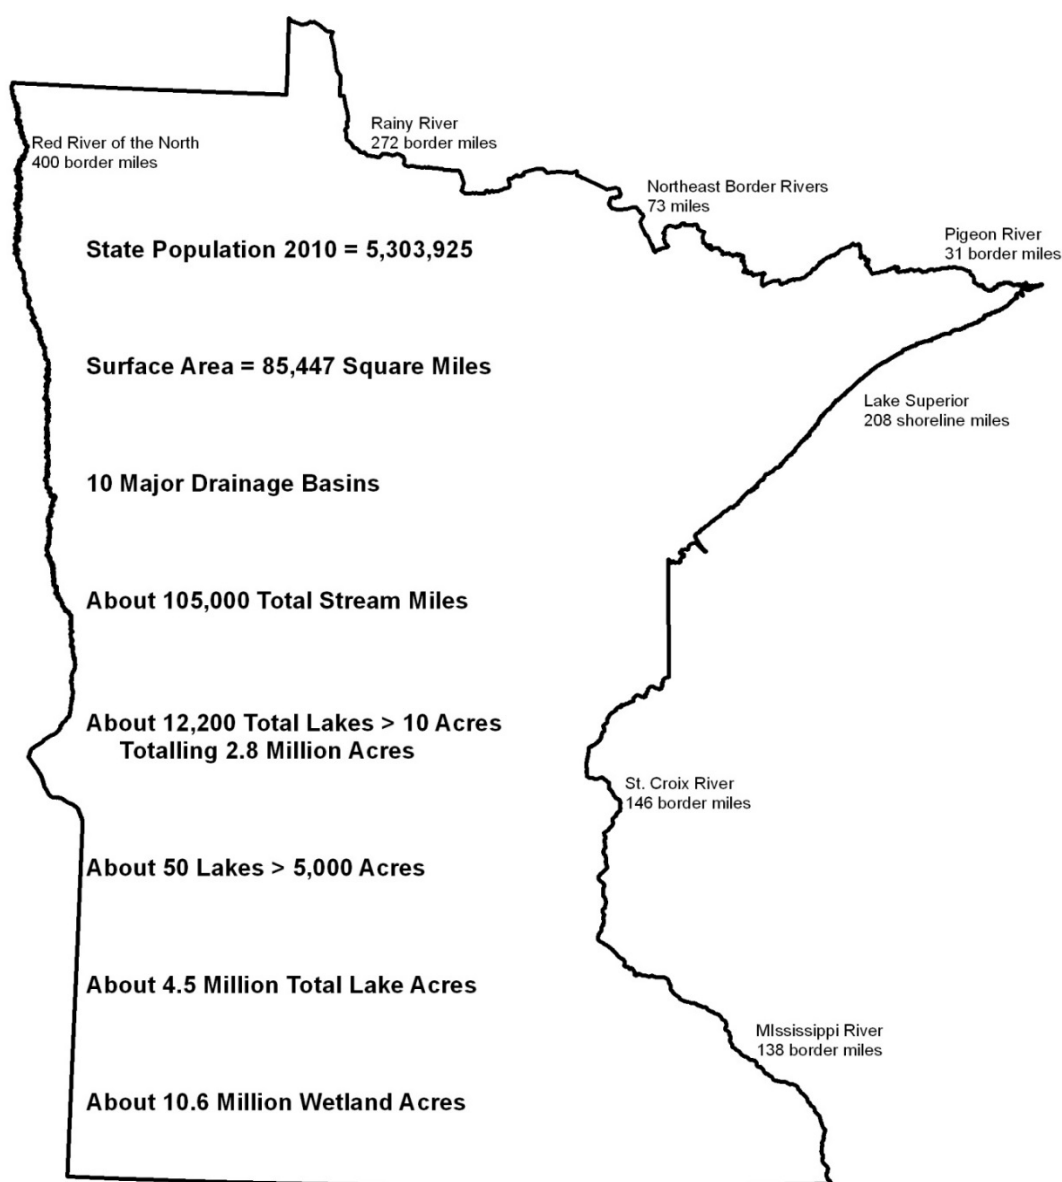 Red River of the North
400 border miles
Rainy River
272 border miles
Northeast Border Rivers
73 miles
Pigeon River
31 border miles
State Population 2010 = 5,303,925
Surface Area = 85,447 Square Miles
Lake Superior
208 shoreline miles
10 Major Drainage Basins
About 105,000 Total Stream Miles
About 12,200 Total Lakes > 10 Acres
Totalling 2.8 Million Acres
St. Croix River
146 border miles
About 50 Lakes > 5,000 Acres
About 4.5 Million Total Lake Acres
MIssissippi River
138 border miles
About 10.6 Million Wetland Acres